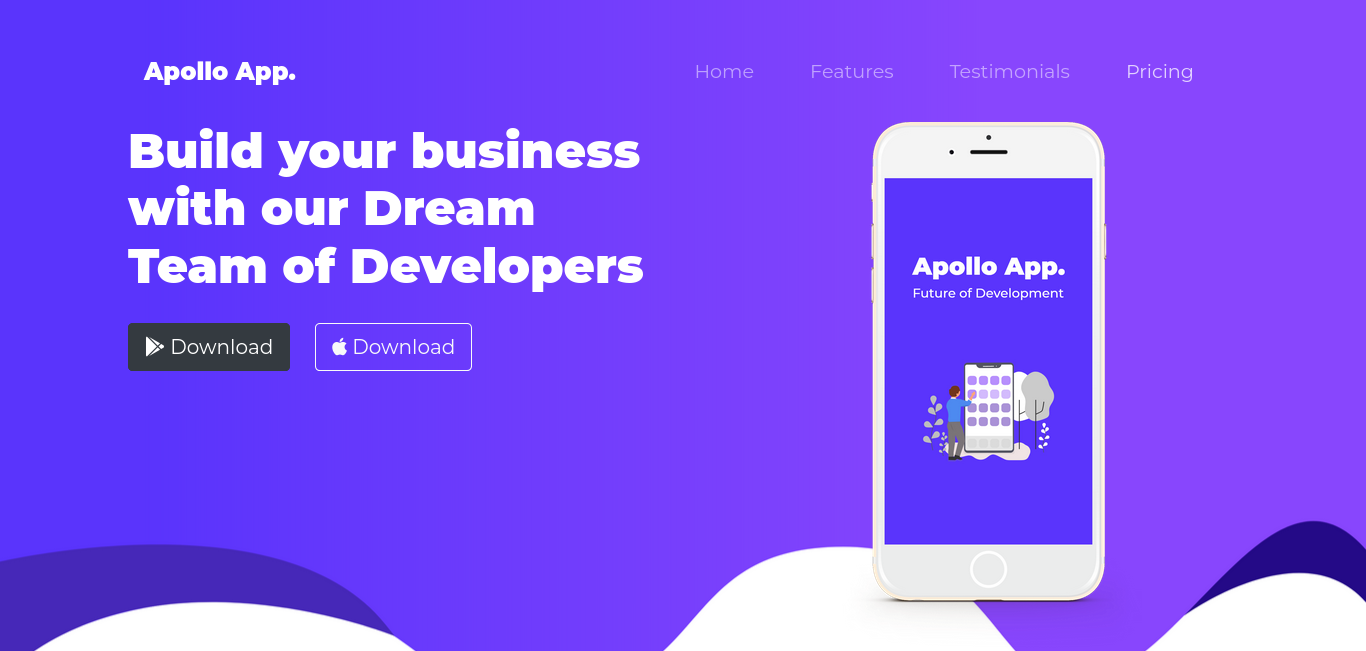 Apollo App.
Home
Features
Testimonials
Pricing
Build your business
with our Dream
Team of Developers
Download
Download
Apollo App.
Future of Development